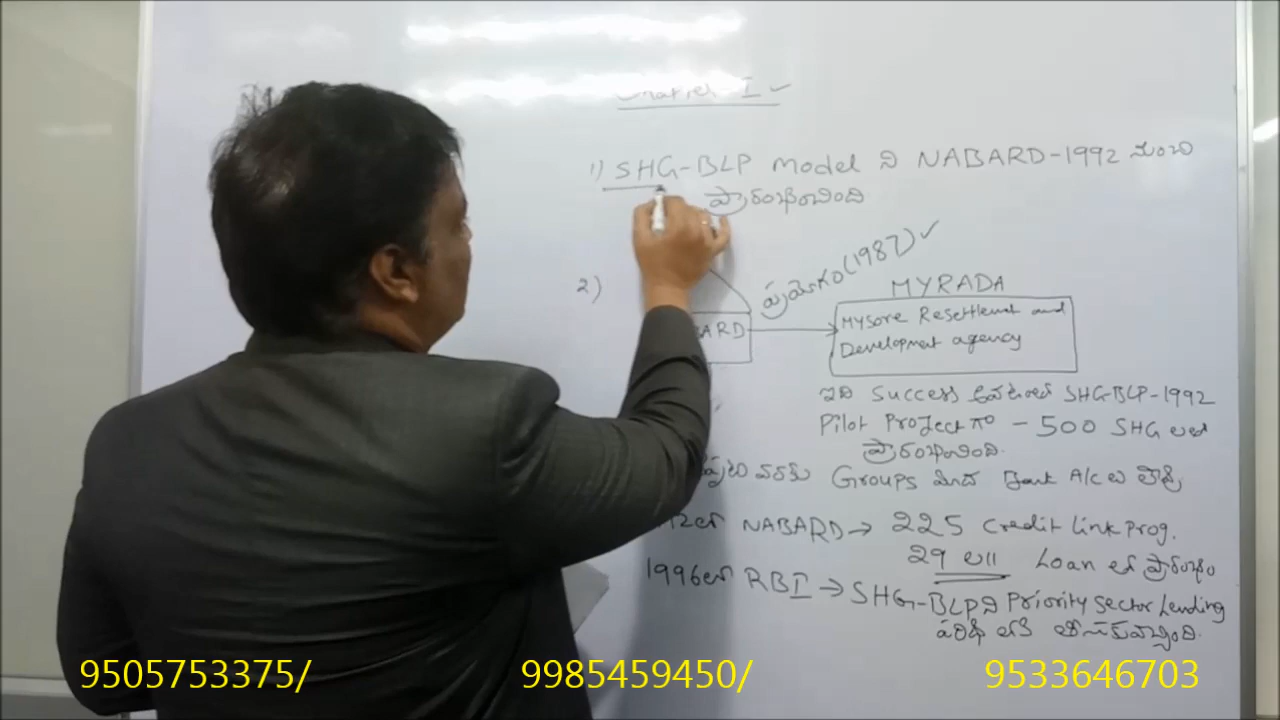 I ✓
1) SHG-BLP model ని NABARD-1992 నుంచి
ప్రారంభించింది
2)
ప్రయోగం (1987) ✓
MYRADA
Mysore Resettlement and
Development agency
ఇది Success అవటంతో SHG-BLP-1992
Pilot Project గా - 500 SHG లతో
ప్రారంభించింది.
వరకు Groups మీద Bank A/c లు
NABARD → 225 Credit Link Prog.
29 ల॥ Loan తో ప్రారంభం
1996లో RBI → SHG-BLP ని Priority Sector Lending
పరిధి లోకి తీసుకువచ్చింది.
9505753375/ 9985459450/ 9533646703